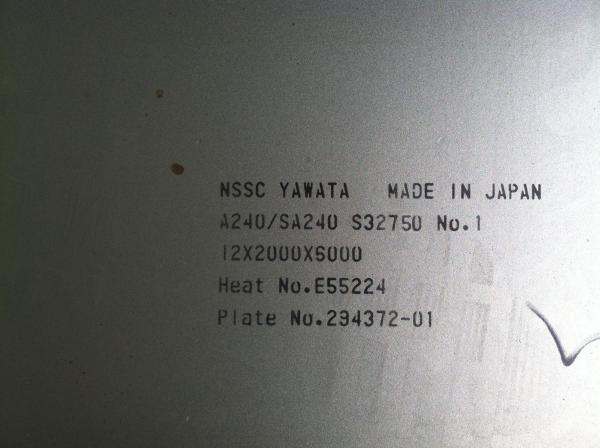 NSSC YAWATA MADE IN JAPAN
A240/SA240 S32750 No.1
12X2000X6000
Heat No.E55224
Plate No.294372-01